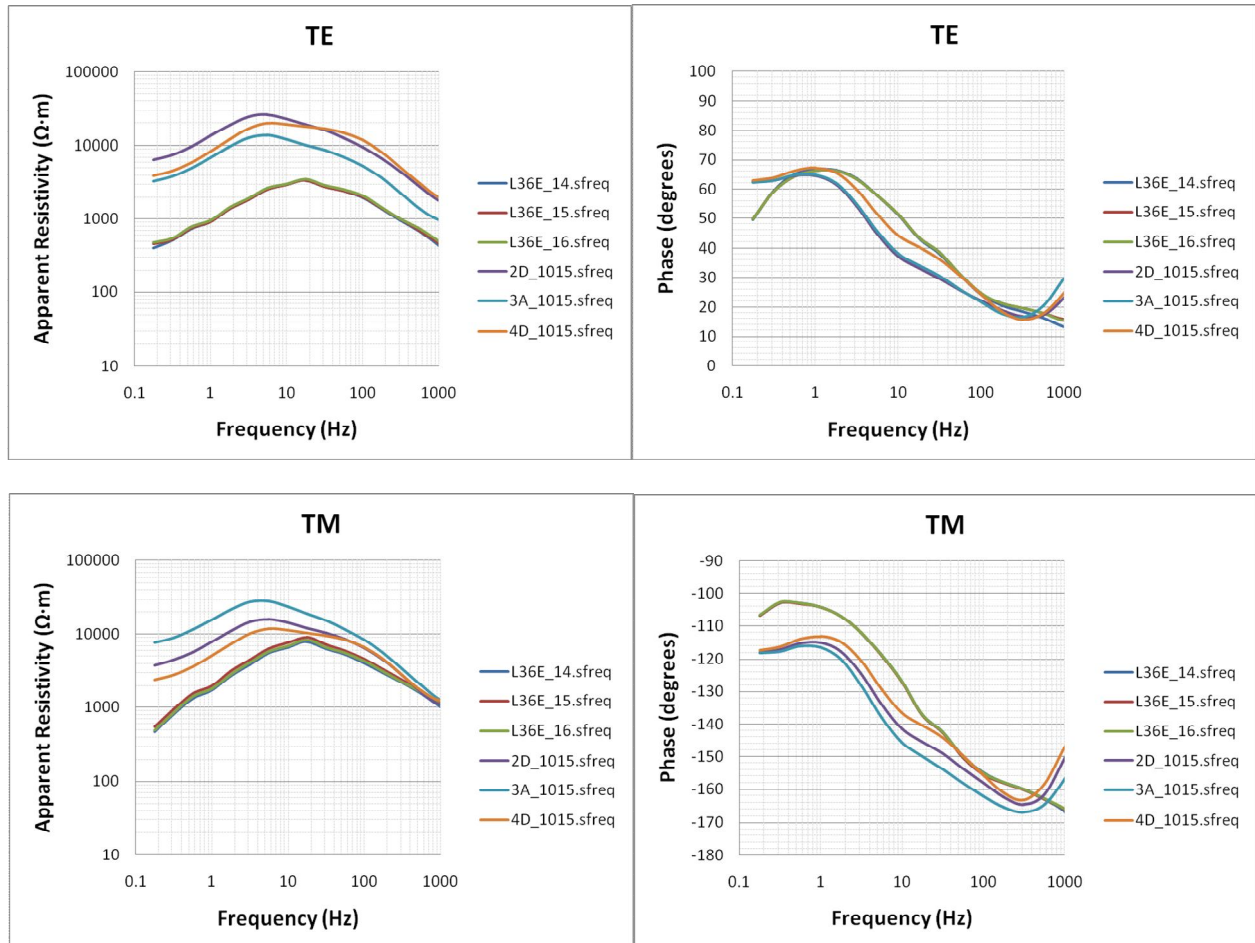 TE
Apparent Resistivity (Ω·m)
100000
10000
1000
100
10
0.1 1 10 100 1000
Frequency (Hz)
L36E_14.sfreq
L36E_15.sfreq
L36E_16.sfreq
2D_1015.sfreq
3A_1015.sfreq
4D_1015.sfreq
TE
Phase (degrees)
100
90
80
70
60
50
40
30
20
10
0
0.1 1 10 100 1000
Frequency (Hz)
L36E_14.sfreq
L36E_15.sfreq
L36E_16.sfreq
2D_1015.sfreq
3A_1015.sfreq
4D_1015.sfreq
TM
Apparent Resistivity (Ω·m)
100000
10000
1000
100
10
0.1 1 10 100 1000
Frequency (Hz)
L36E_14.sfreq
L36E_15.sfreq
L36E_16.sfreq
2D_1015.sfreq
3A_1015.sfreq
4D_1015.sfreq
TM
Phase (degrees)
-90
-100
-110
-120
-130
-140
-150
-160
-170
-180
0.1 1 10 100 1000
Frequency (Hz)
L36E_14.sfreq
L36E_15.sfreq
L36E_16.sfreq
2D_1015.sfreq
3A_1015.sfreq
4D_1015.sfreq